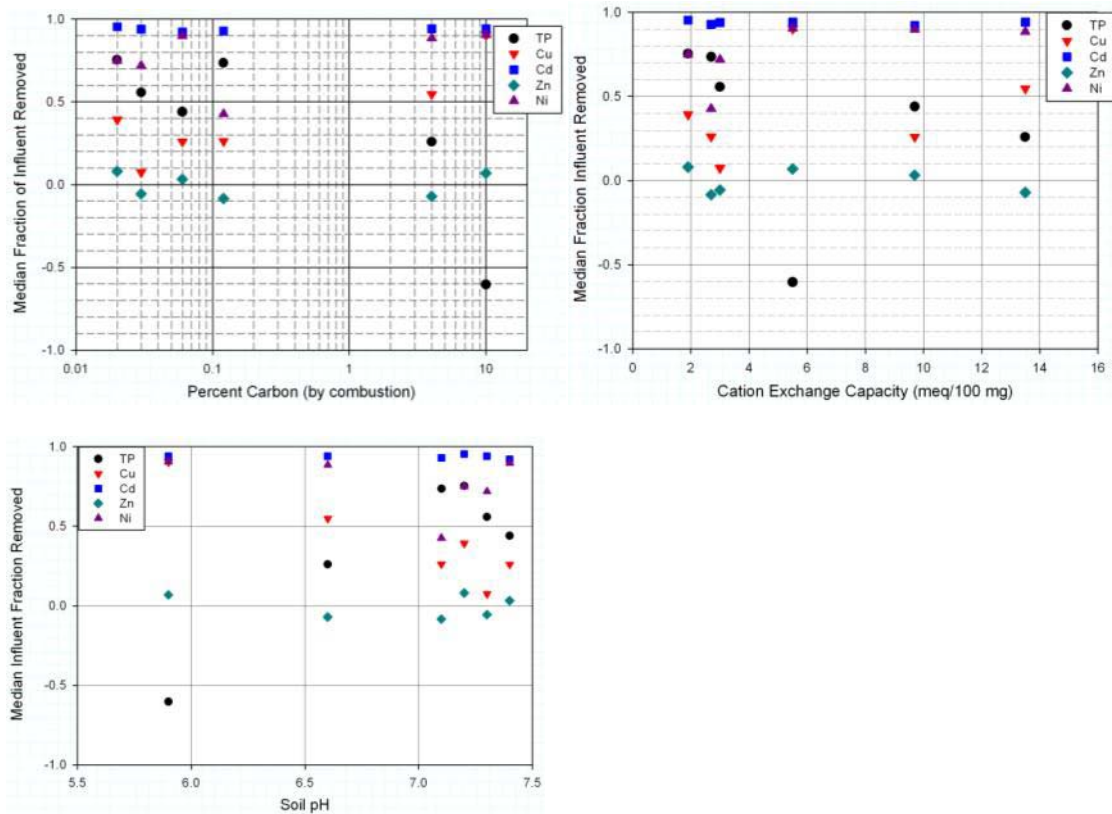 Median Fraction of Influent Removed
1.0
0.5
0.0
-0.5
-1.0
0.01
0.1
1
10
Percent Carbon (by combustion)
TP
Cu
Cd
Zn
Ni
Median Fraction Influent Removed
1.0
0.5
0.0
-0.5
-1.0
0
2
4
6
8
10
12
14
16
Cation Exchange Capacity (meq/100 mg)
TP
Cu
Cd
Zn
Ni
Median Influent Fraction Removed
1.0
0.5
0.0
-0.5
-1.0
5.5
6.0
6.5
7.0
7.5
Soil pH
TP
Cu
Cd
Zn
Ni